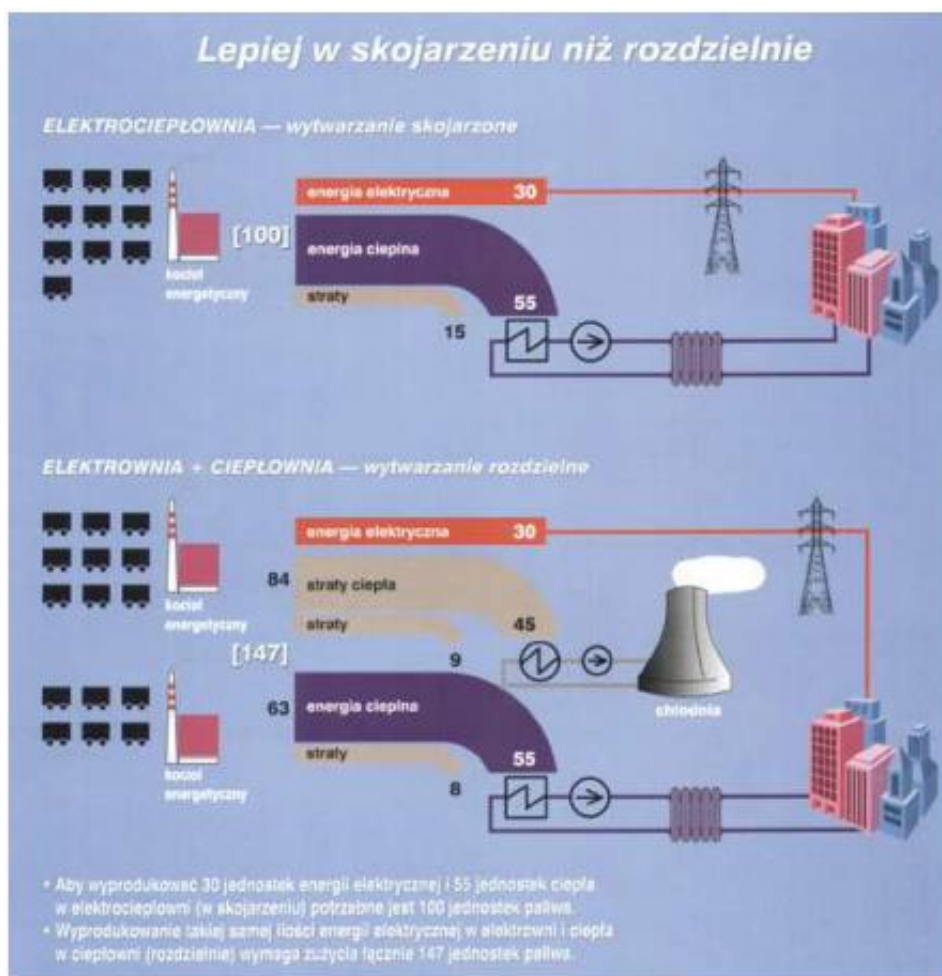 Lepiej w skojarzeniu niż rozdzielnie
ELEKTROCIEPŁOWNIA — wytwarzanie skojarzone
energia elektryczna 30
[100]
energia cieplna
kocioł
energetyczny
straty
55
15
ELEKTROWNIA + CIEPŁOWNIA — wytwarzanie rozdzielne
energia elektryczna 30
84
straty ciepła
kocioł
energetyczny
straty
45
9
[147]
63
energia cieplna
chłodnia
straty
kocioł
energetyczny
55
8
• Aby wyprodukować 30 jednostek energii elektrycznej i 55 jednostek ciepła
w elektrociepłowni (w skojarzeniu) potrzebne jest 100 jednostek paliwa.
• Wyprodukowanie takiej samej ilości energii elektrycznej w elektrowni i ciepła
w ciepłowni (rozdzielnie) wymaga zużycia łącznie 147 jednostek paliwa.